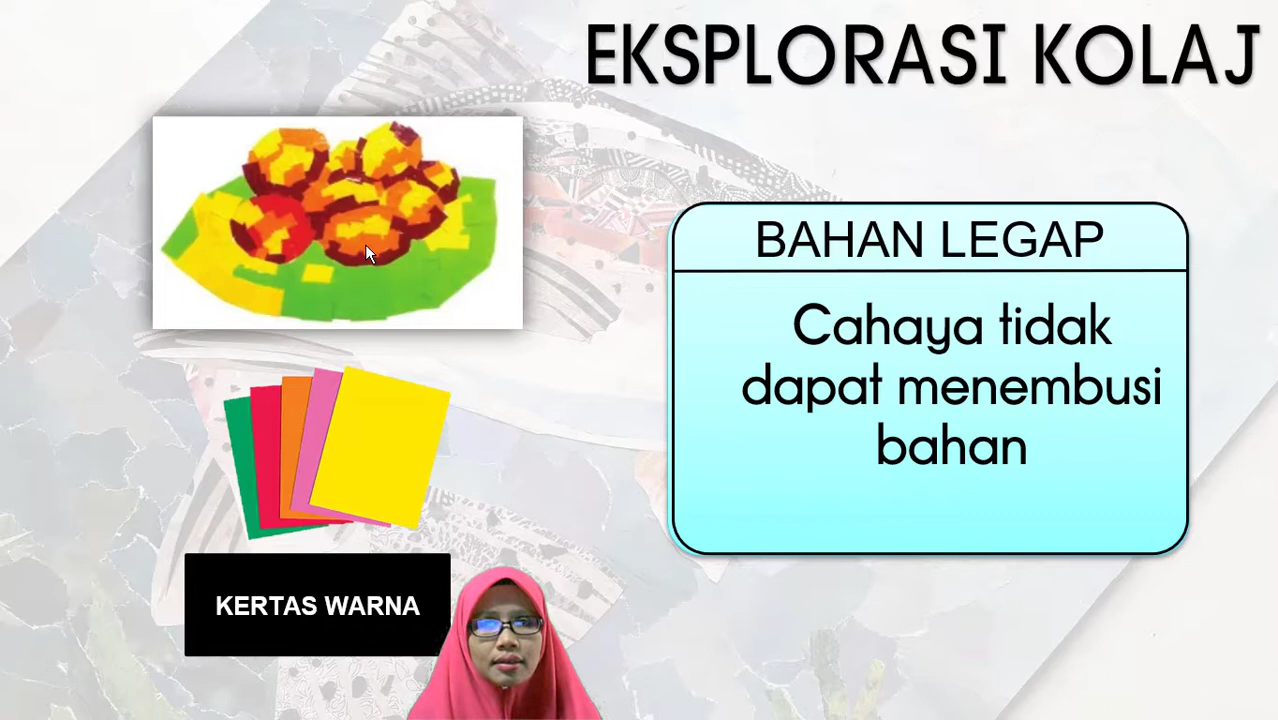 EKSPLORASI KOLAJ
BAHAN LEGAP
Cahaya tidak
dapat menembusi
bahan
KERTAS WARNA